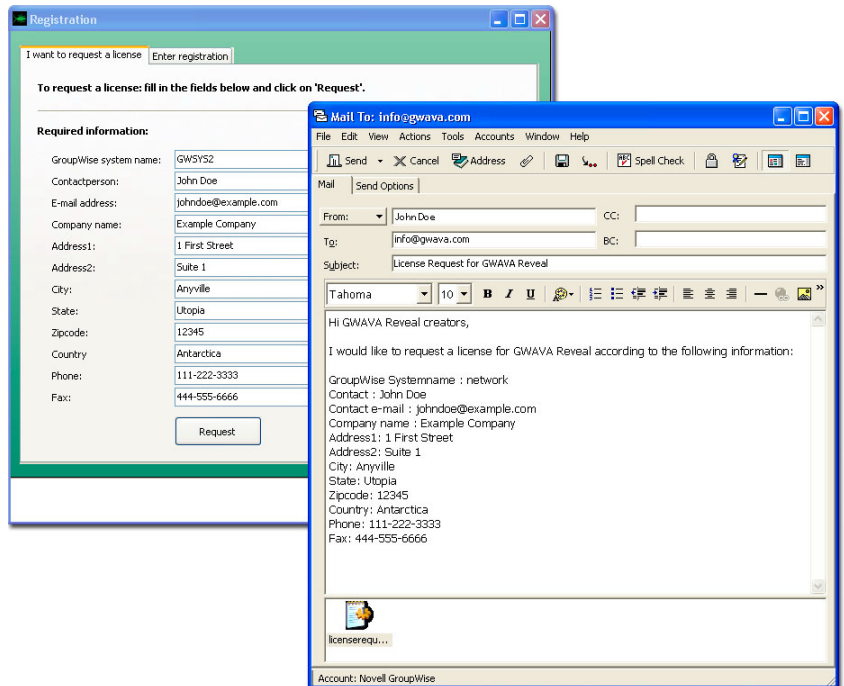 Registration
I want to request a license
Enter registration
To request a license: fill in the fields below and click on 'Request'.
Required information:
GroupWise system name: GWSYS2
Contactperson: John Doe
E-mail address: johndoe@example.com
Company name: Example Company
Address1: 1 First Street
Address2: Suite 1
City: Anyville
State: Utopia
Zipcode: 12345
Country Antarctica
Phone: 111-222-3333
Fax: 444-555-6666
Request
Mail To: info@gwava.com
File Edit View Actions Tools Accounts Window Help
Send Cancel Address Spell Check
Mail Send Options
From: John Doe CC:
To: info@gwava.com BC:
Subject: License Request for GWAVA Reveal
Tahoma 10 B I U
Hi GWAVA Reveal creators,
I would like to request a license for GWAVA Reveal according to the following information:
GroupWise Systemname : network
Contact : John Doe
Contact e-mail : johndoe@example.com
Company name : Example Company
Address1: 1 First Street
Address2: Suite 1
City: Anyville
State: Utopia
Zipcode: 12345
Country: Antarctica
Phone: 111-222-3333
Fax: 444-555-6666
licenserequ...
Account: Novell GroupWise